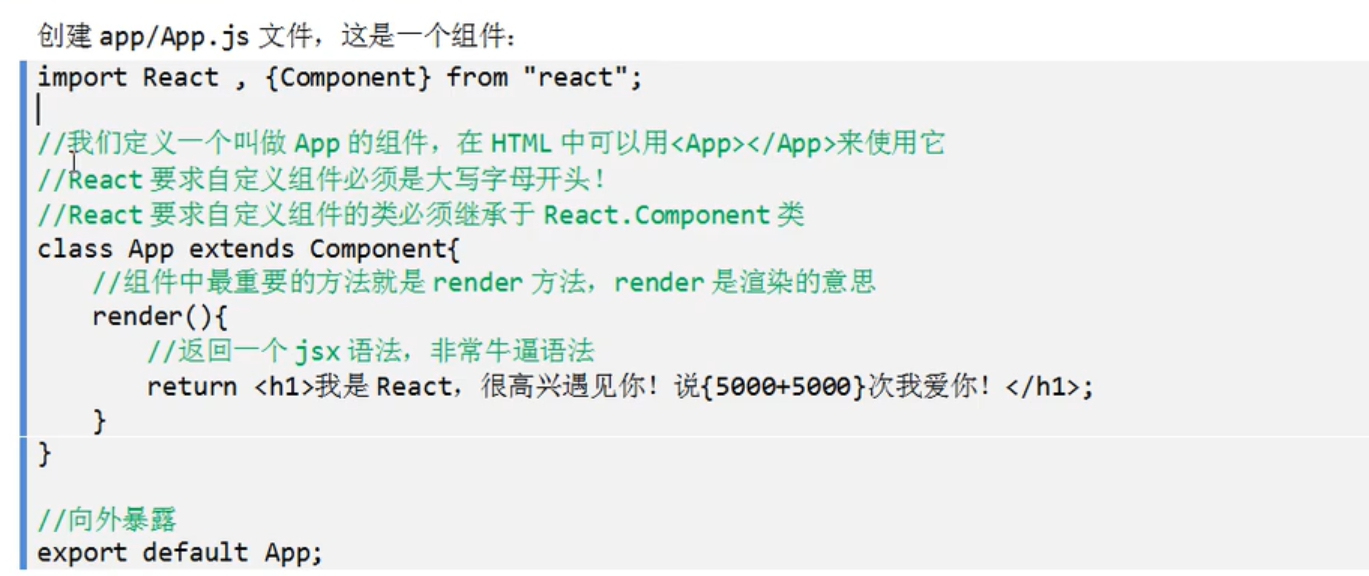 创建 app/App.js 文件，这是一个组件：
import React , {Component} from "react";
//我们定义一个叫做 App 的组件，在 HTML 中可以用<App></App>来使用它
//React 要求自定义组件必须是大写字母开头！
//React 要求自定义组件的类必须继承于 React.Component 类
class App extends Component{
    //组件中最重要的方法就是 render 方法，render 是渲染的意思
    render(){
        //返回一个 jsx 语法，非常牛逼语法
        return <h1>我是 React，很高兴遇见你！说{5000+5000}次我爱你！</h1>;
    }
}
//向外暴露
export default App;